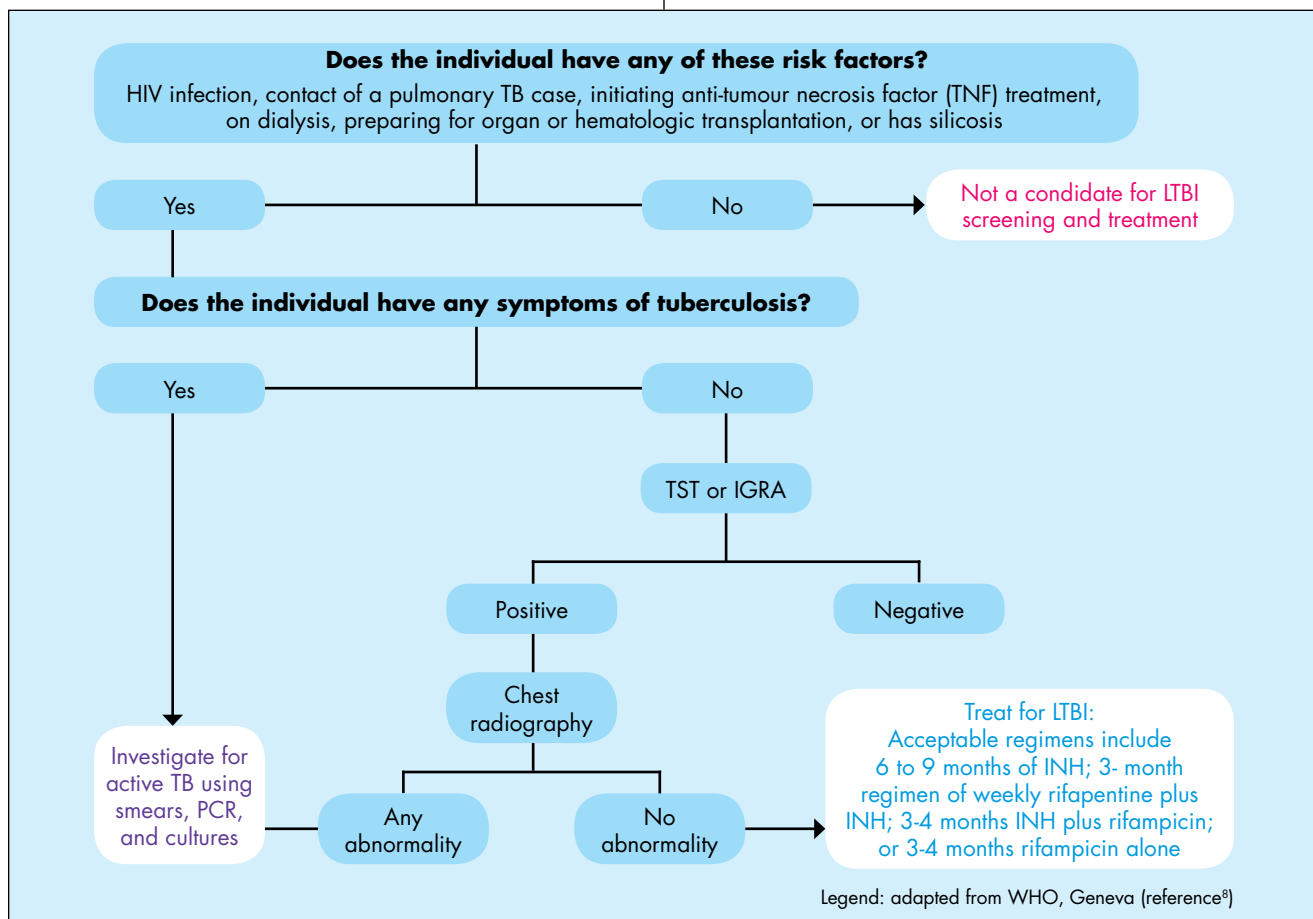 Does the individual have any of these risk factors?
HIV infection, contact of a pulmonary TB case, initiating anti-tumour necrosis factor (TNF) treatment,
on dialysis, preparing for organ or hematologic transplantation, or has silicosis
Yes
No
Not a candidate for LTBI
screening and treatment
Does the individual have any symptoms of tuberculosis?
Yes
No
TST or IGRA
Positive
Negative
Chest
radiography
Investigate for
active TB using
smears, PCR,
and cultures
Any
abnormality
No
abnormality
Treat for LTBI:
Acceptable regimens include
6 to 9 months of INH; 3- month
regimen of weekly rifapentine plus
INH; 3-4 months INH plus rifampicin;
or 3-4 months rifampicin alone
Legend: adapted from WHO, Geneva (reference⁸)